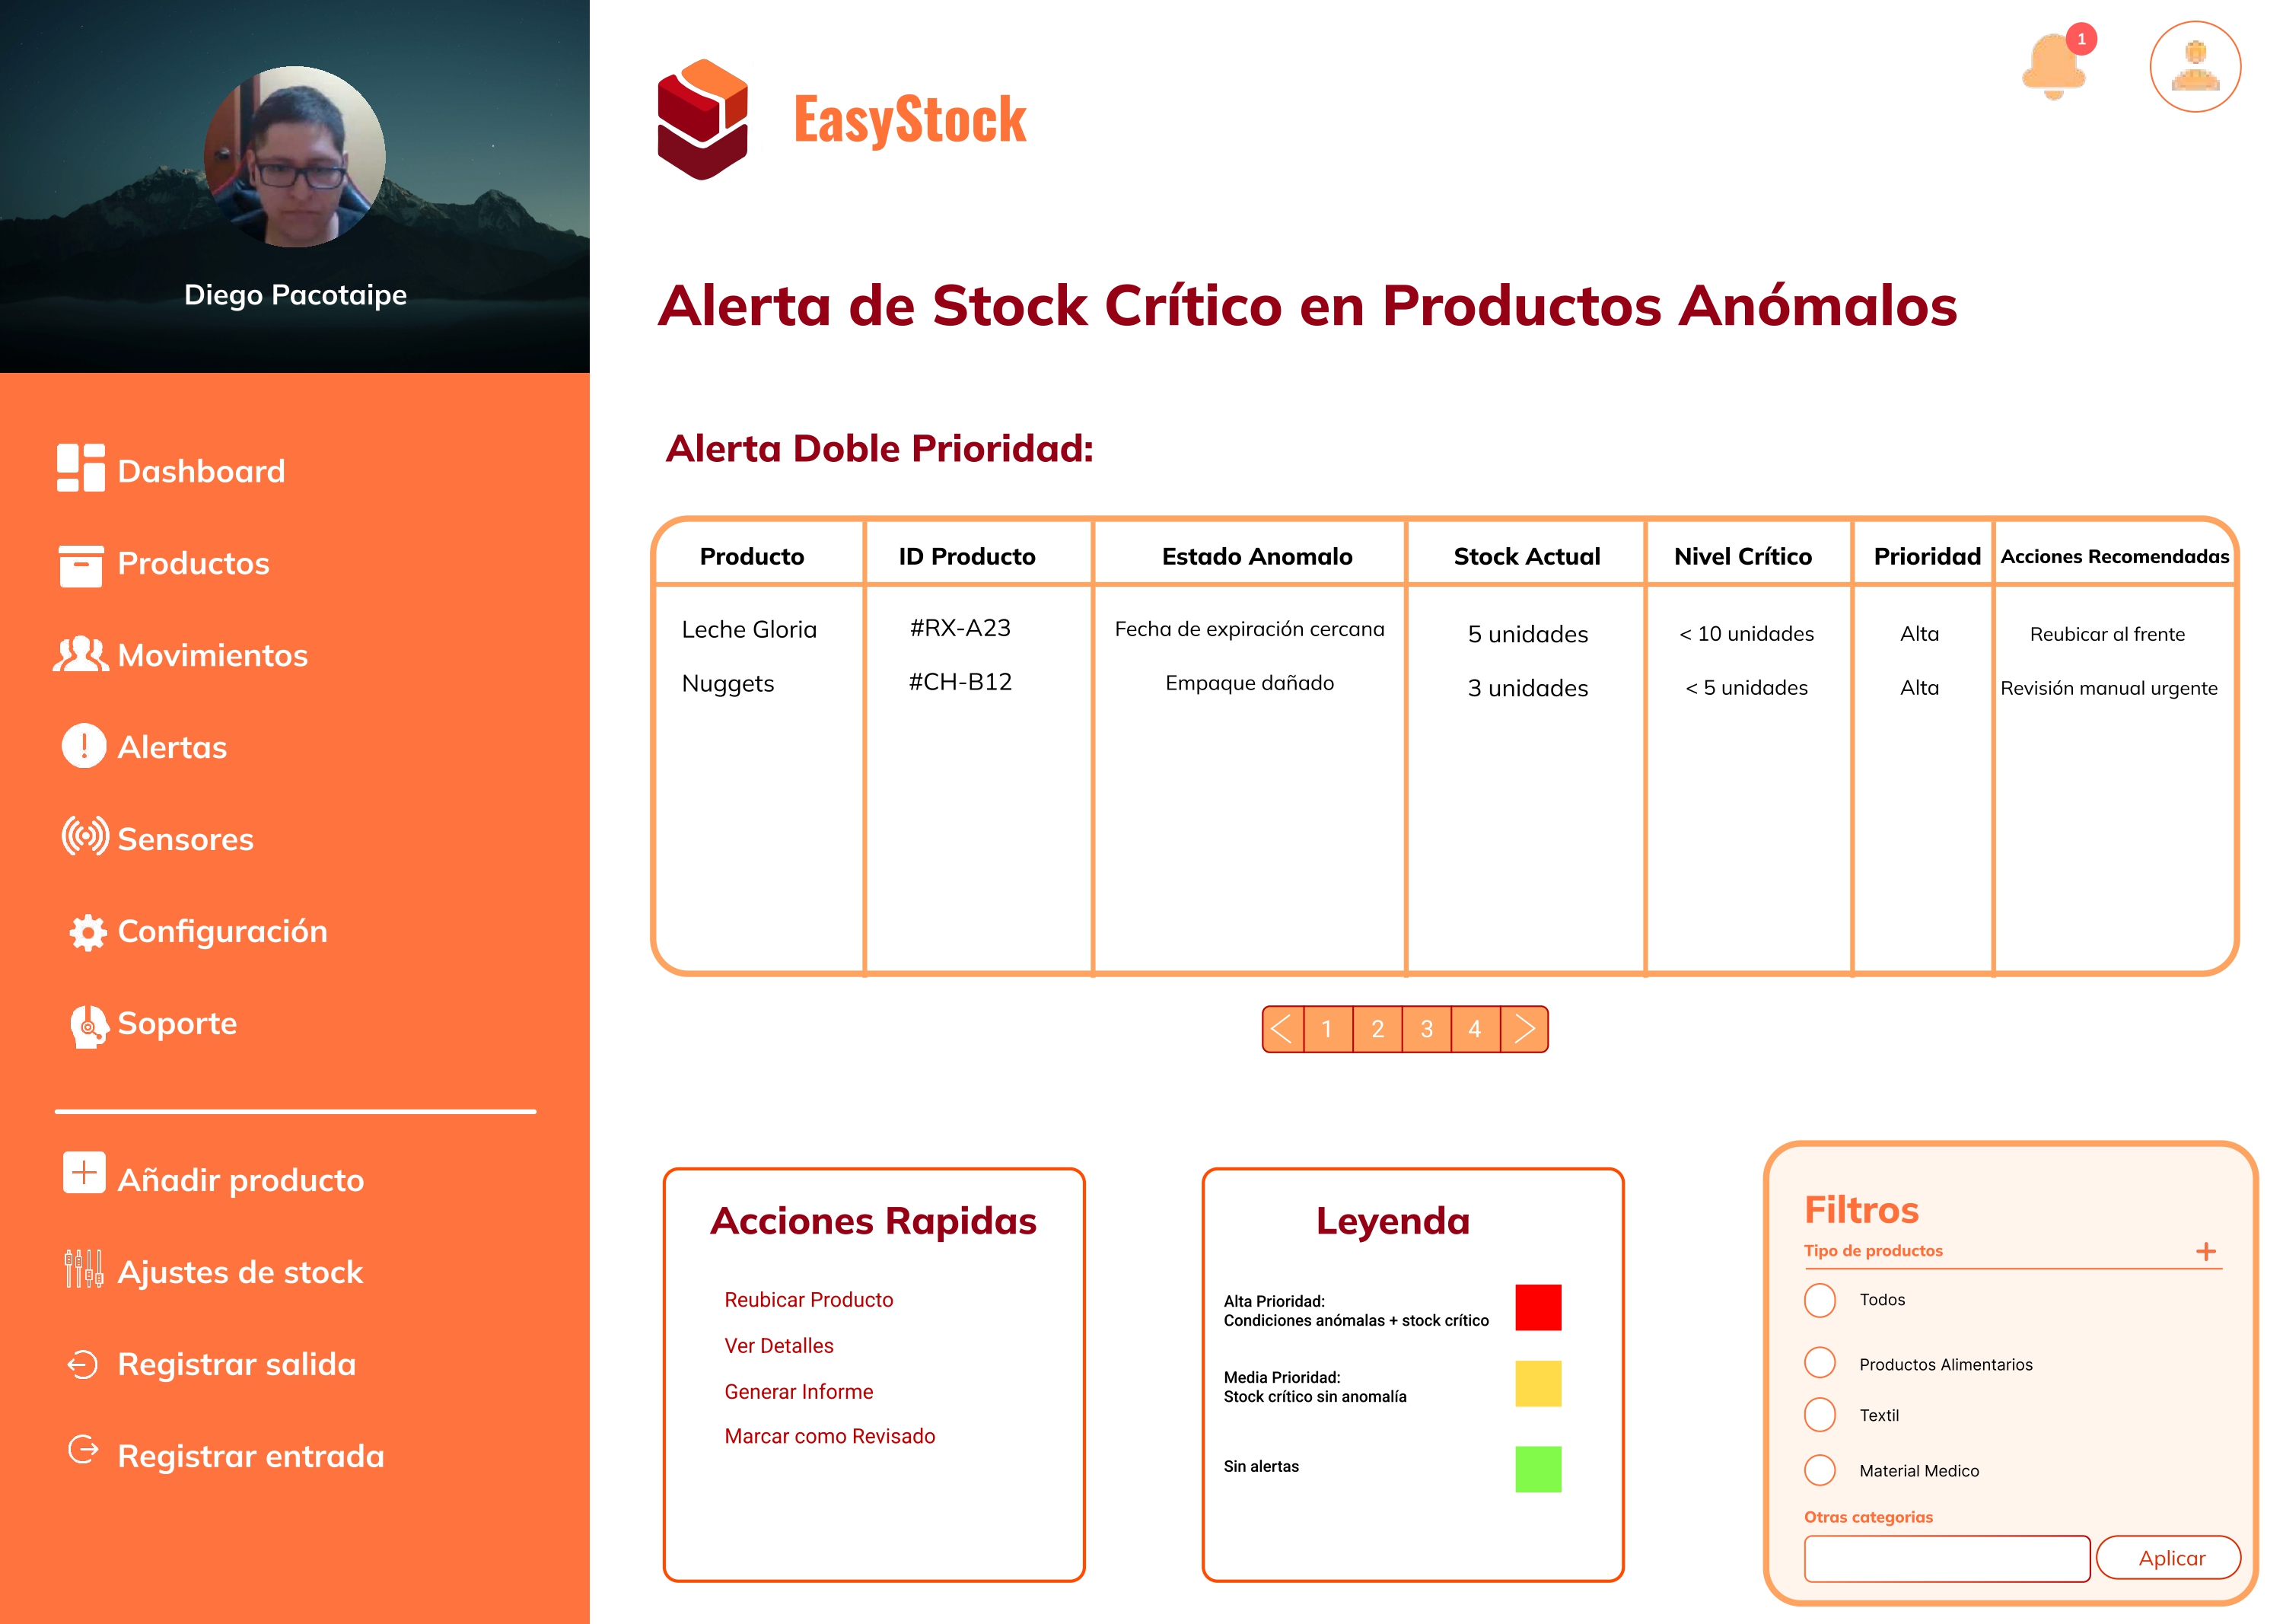 Diego Pacotaipe
Dashboard
Productos
Movimientos
Alertas
Sensores
Configuración
Soporte
Añadir producto
Ajustes de stock
Registrar salida
Registrar entrada
EasyStock
1
Alerta de Stock Crítico en Productos Anómalos
Alerta Doble Prioridad:
Producto ID Producto Estado Anomalo Stock Actual Nivel Crítico Prioridad Acciones Recomendadas
Leche Gloria #RX-A23 Fecha de expiración cercana 5 unidades < 10 unidades Alta Reubicar al frente
Nuggets #CH-B12 Empaque dañado 3 unidades < 5 unidades Alta Revisión manual urgente
< 1 2 3 4 >
Acciones Rapidas
Reubicar Producto
Ver Detalles
Generar Informe
Marcar como Revisado
Leyenda
Alta Prioridad:
Condiciones anómalas + stock crítico
Media Prioridad:
Stock crítico sin anomalía
Sin alertas
Filtros
Tipo de productos +
Todos
Productos Alimentarios
Textil
Material Medico
Otras categorias
Aplicar